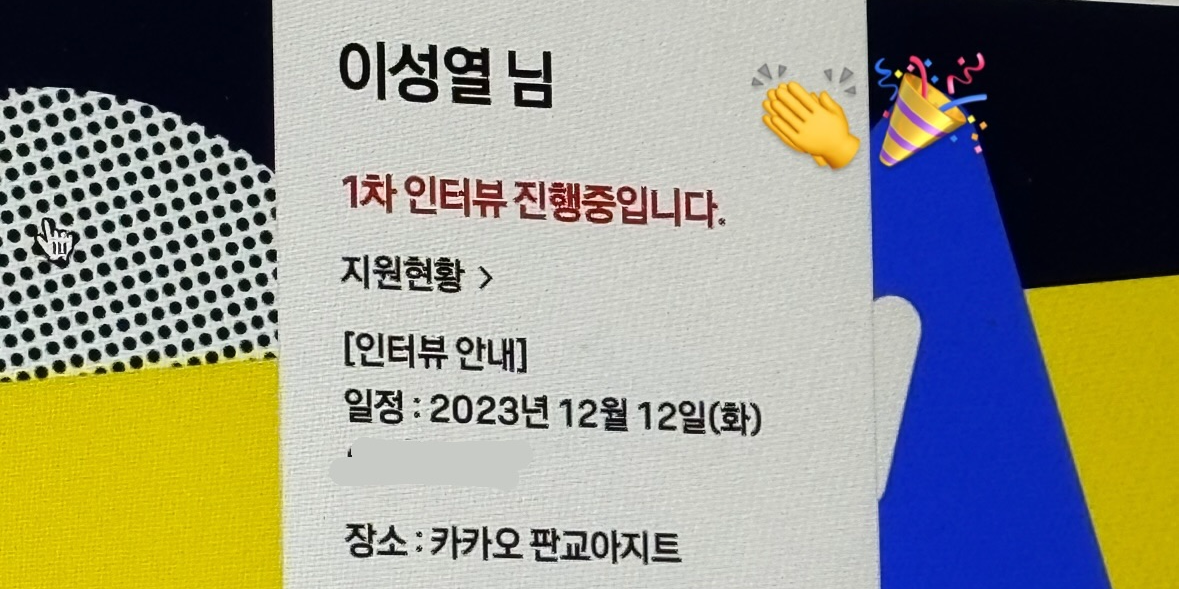 이성열 님
1차 인터뷰 진행중입니다.
지원현황 >
[인터뷰 안내]
일정 : 2023년 12월 12일(화)
장소 : 카카오 판교아지트